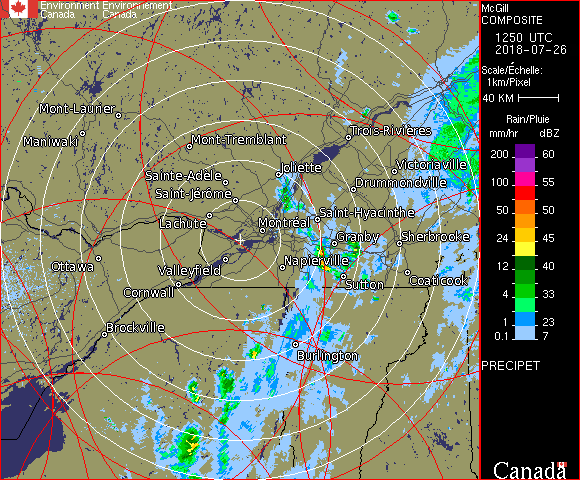 Environment Environnement
Canada Canada
Mont-Laurier
Maniwaki
Mont-Tremblant
Trois-Rivières
Sainte-Adèle
Joliette
Victoriaville
Saint-Jérôme
Drummondville
Lachute
Montréal
Saint-Hyacinthe
Granby
Sherbrooke
Ottawa
Valleyfield
Napierville
Cornwall
Sutton
Coaticook
Brockville
Burlington
McGill
COMPOSITE
1250 UTC
2018-07-26
Scale/Échelle:
1km/Pixel
40 KM
Rain/Pluie
mm/hr dBZ
200 60
100 55
50 50
24 45
12 40
4 33
1 23
0.1 7
PRECIPET
Canada